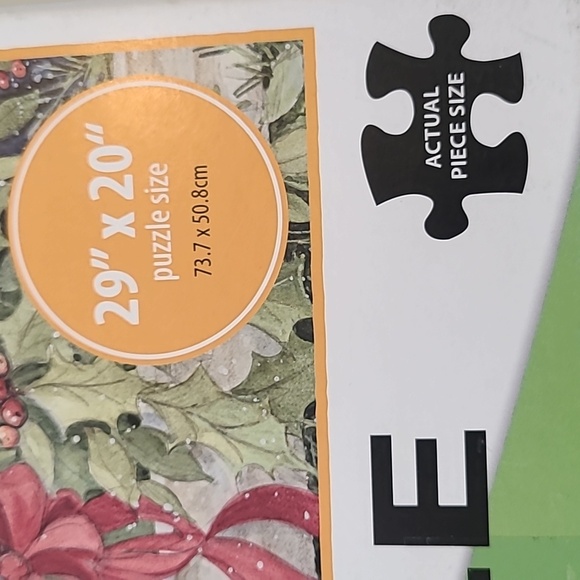 29" x 20"
puzzle size
73.7 x 50.8cm
ACTUAL
PIECE SIZE
E